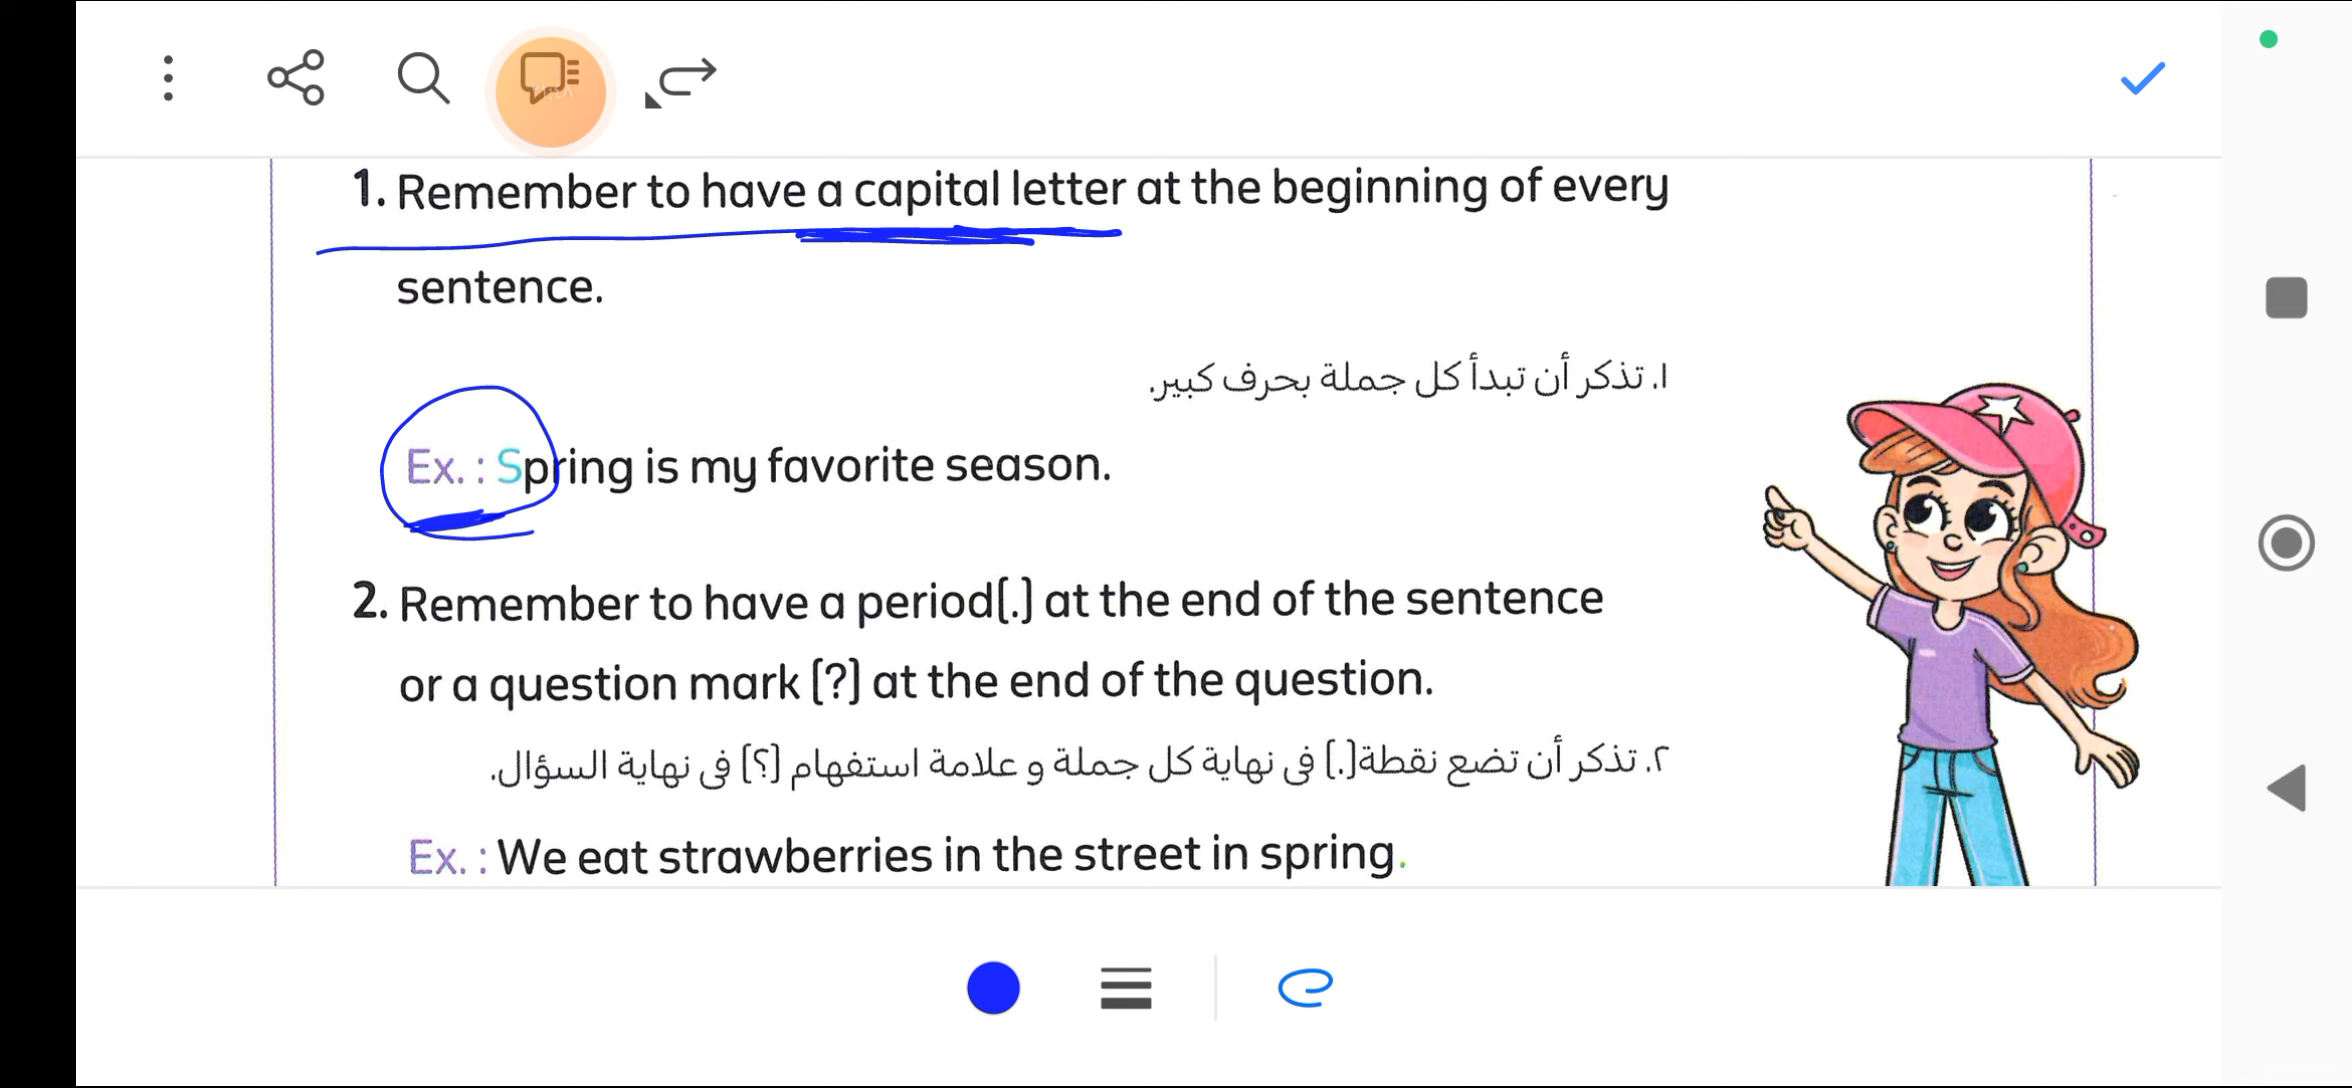 1. Remember to have a capital letter at the beginning of every
sentence.
١. تذكر أن تبدأ كل جملة بحرف كبير.
Ex. : Spring is my favorite season.
2. Remember to have a period(.) at the end of the sentence
or a question mark (?) at the end of the question.
٢. تذكر أن تضع نقطة(.) فى نهاية كل جملة و علامة استفهام (؟) فى نهاية السؤال.
Ex. : We eat strawberries in the street in spring.